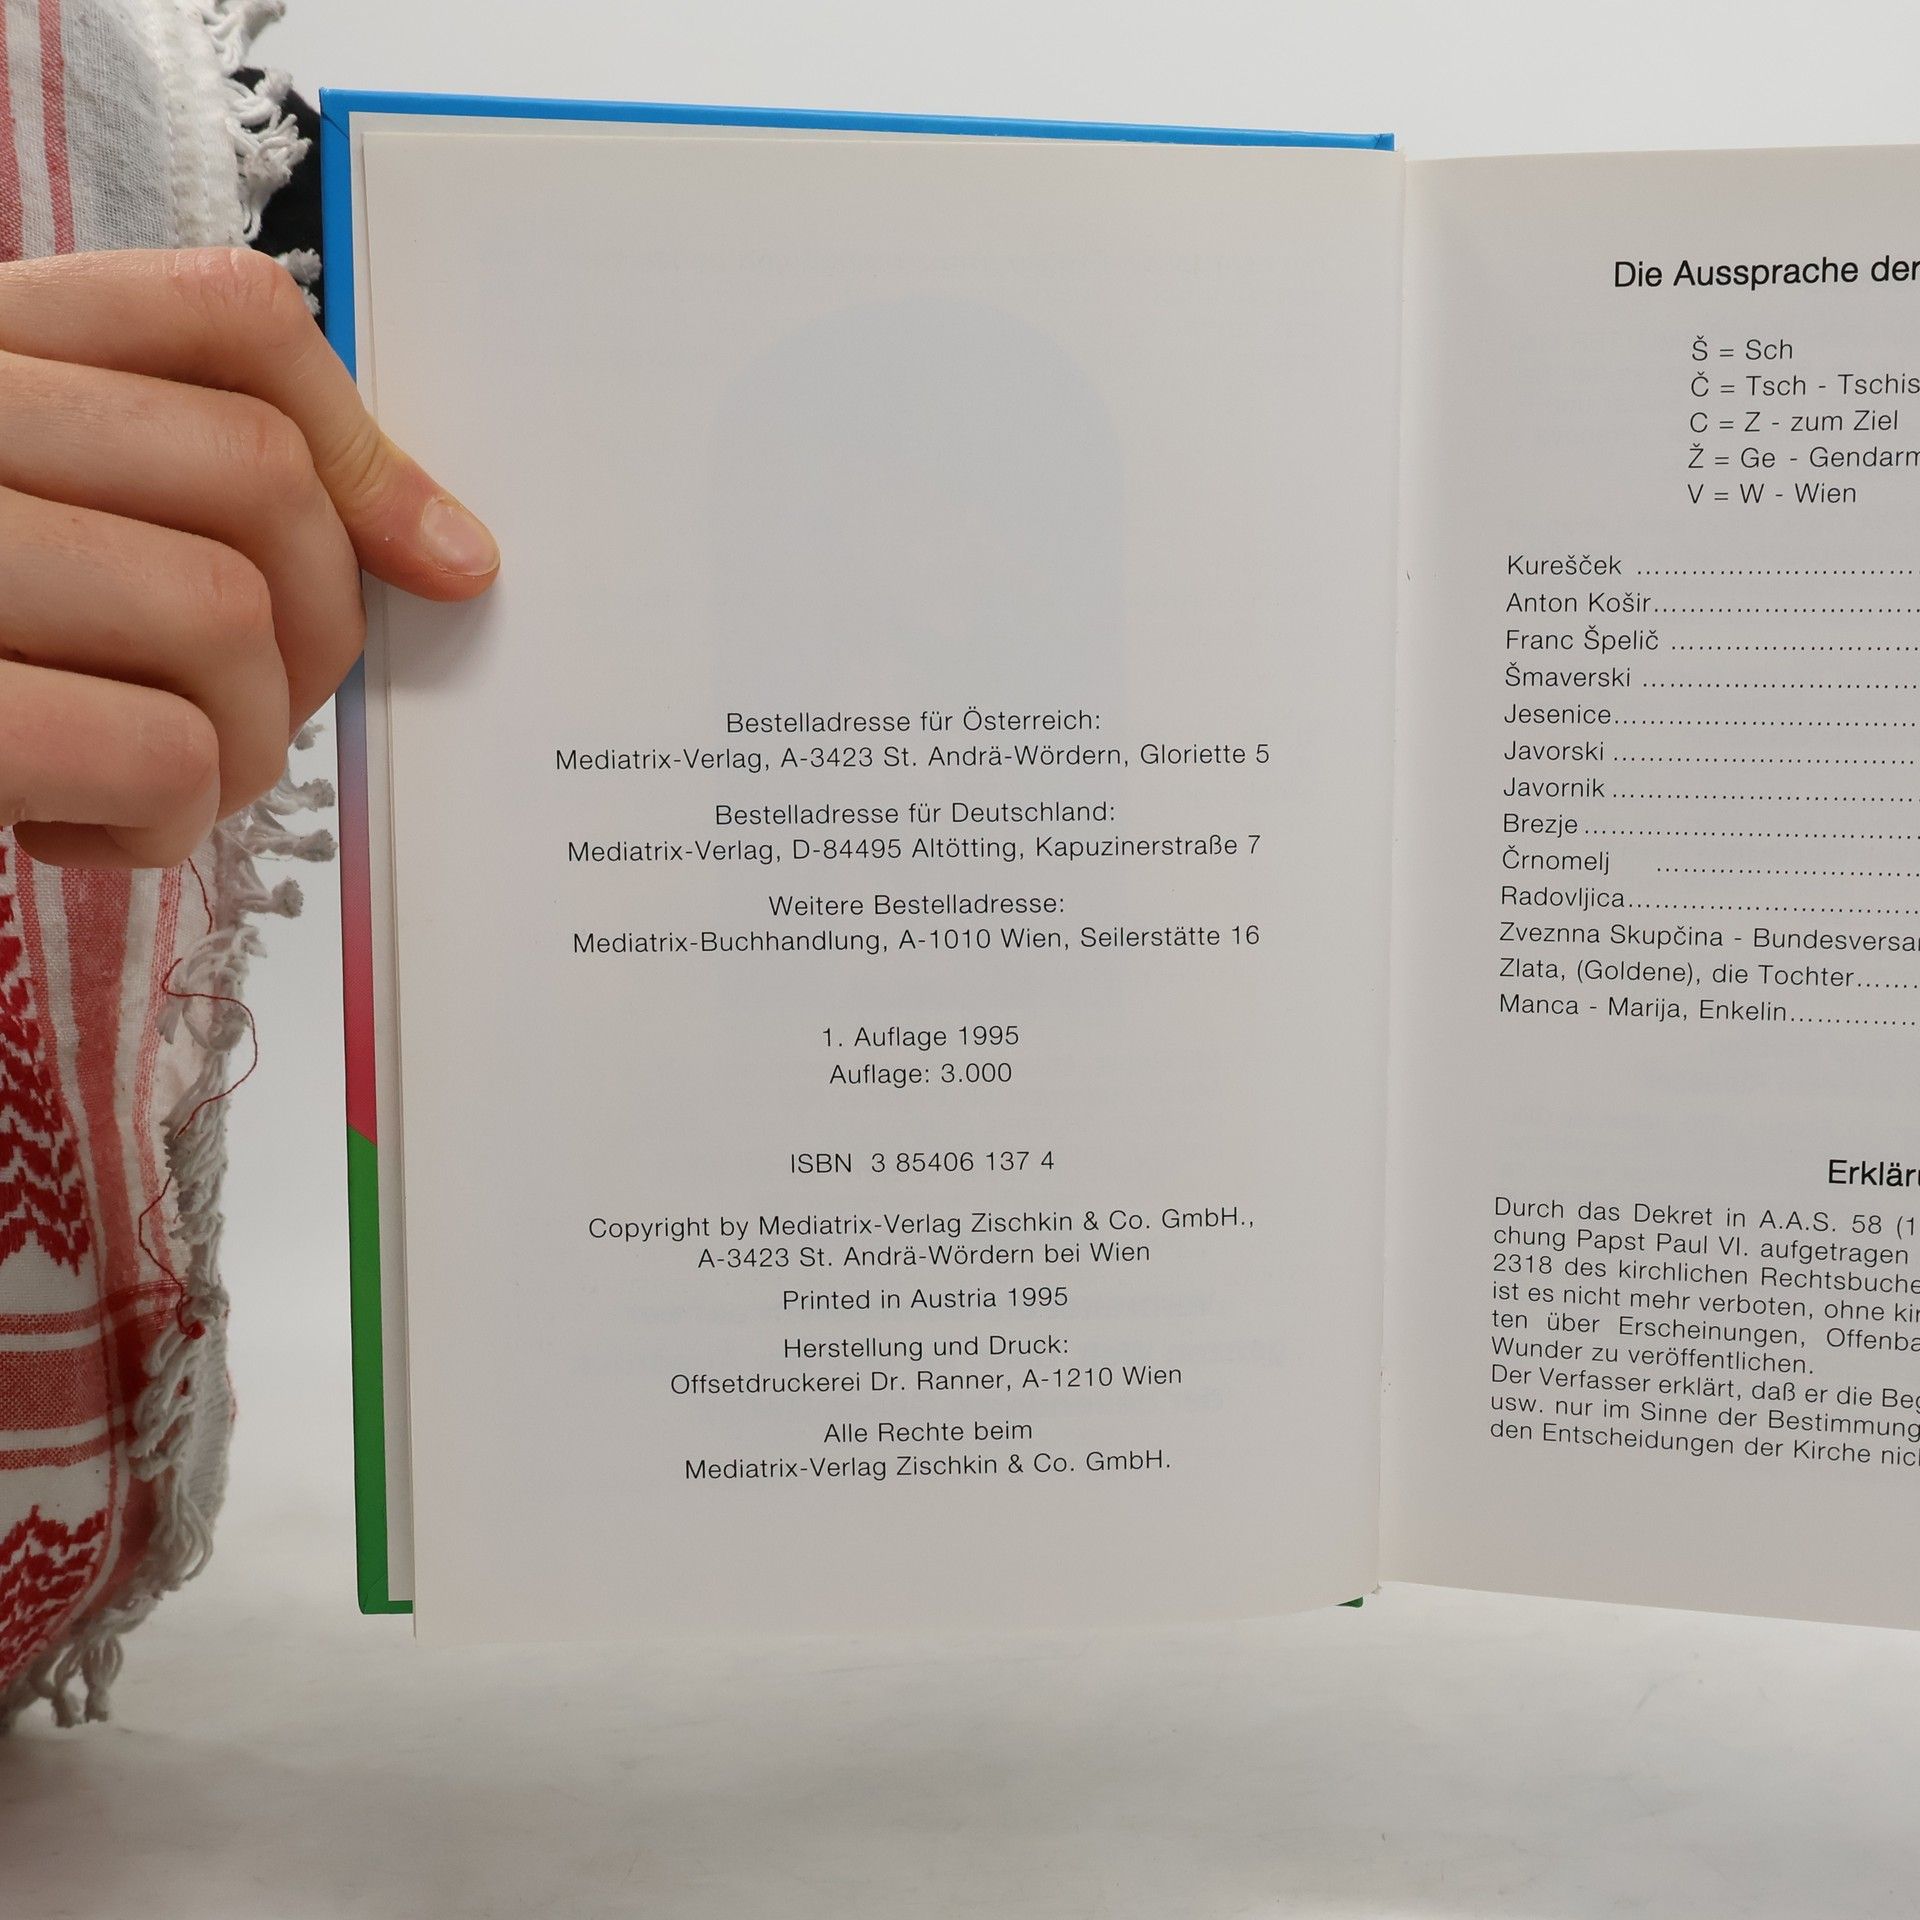 Bestelladresse für Österreich:
Mediatrix-Verlag, A-3423 St. Andrä-Wördern, Gloriette 5
Bestelladresse für Deutschland:
Mediatrix-Verlag, D-84495 Altötting, Kapuzinerstraße 7
Weitere Bestelladresse:
Mediatrix-Buchhandlung, A-1010 Wien, Seilerstätte 16
1. Auflage 1995
Auflage: 3.000
ISBN 3 85406 137 4
Copyright by Mediatrix-Verlag Zischkin & Co. GmbH.,
A-3423 St. Andrä-Wördern bei Wien
Printed in Austria 1995
Herstellung und Druck:
Offsetdruckerei Dr. Ranner, A-1210 Wien
Alle Rechte beim
Mediatrix-Verlag Zischkin & Co. GmbH.
Die Aussprache der
Š = Sch
Č = Tsch - Tschis
C = Z - zum Ziel
Ž = Ge - Gendarm
V = W - Wien
Kurešček ..............................
Anton Košir..............................
Franc Špelič ..............................
Šmaverski ..............................
Jesenice..............................
Javorski ..............................
Javornik ..............................
Brezje ..............................
Črnomelj ..............................
Radovljica..............................
Zveznna Skupčina - Bundesversa
Zlata, (Goldene), die Tochter.......
Manca - Marija, Enkelin...............
Erklär
Durch das Dekret in A.A.S. 58 (1
chung Papst Paul VI. aufgetragen
2318 des kirchlichen Rechtsbuche
ist es nicht mehr verboten, ohne kir
ten über Erscheinungen, Offenba
Wunder zu veröffentlichen.
Der Verfasser erklärt, daß er die Beg
usw. nur im Sinne der Bestimmung
den Entscheidungen der Kirche nic